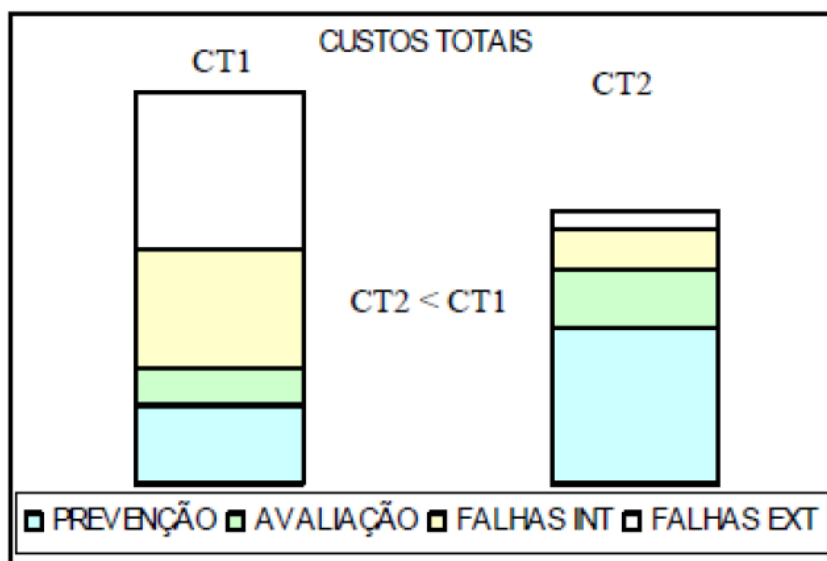 CUSTOS TOTAIS
CT1
CT2
CT2 < CT1
PREVENÇÃO AVALIAÇÃO FALHAS INT FALHAS EXT